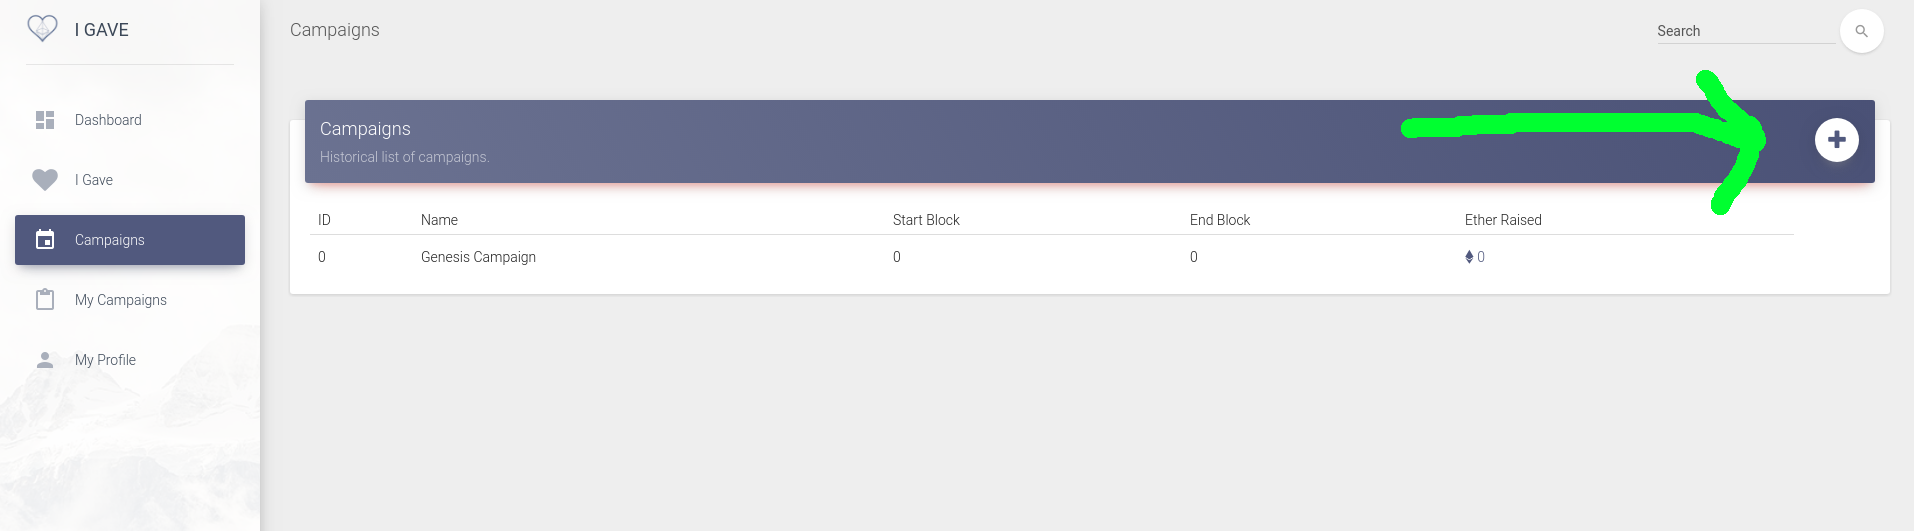 I GAVE
Campaigns
Search
Dashboard
I Gave
Campaigns
My Campaigns
My Profile
Campaigns
Historical list of campaigns.
ID Name Start Block End Block Ether Raised
0 Genesis Campaign 0 0 0